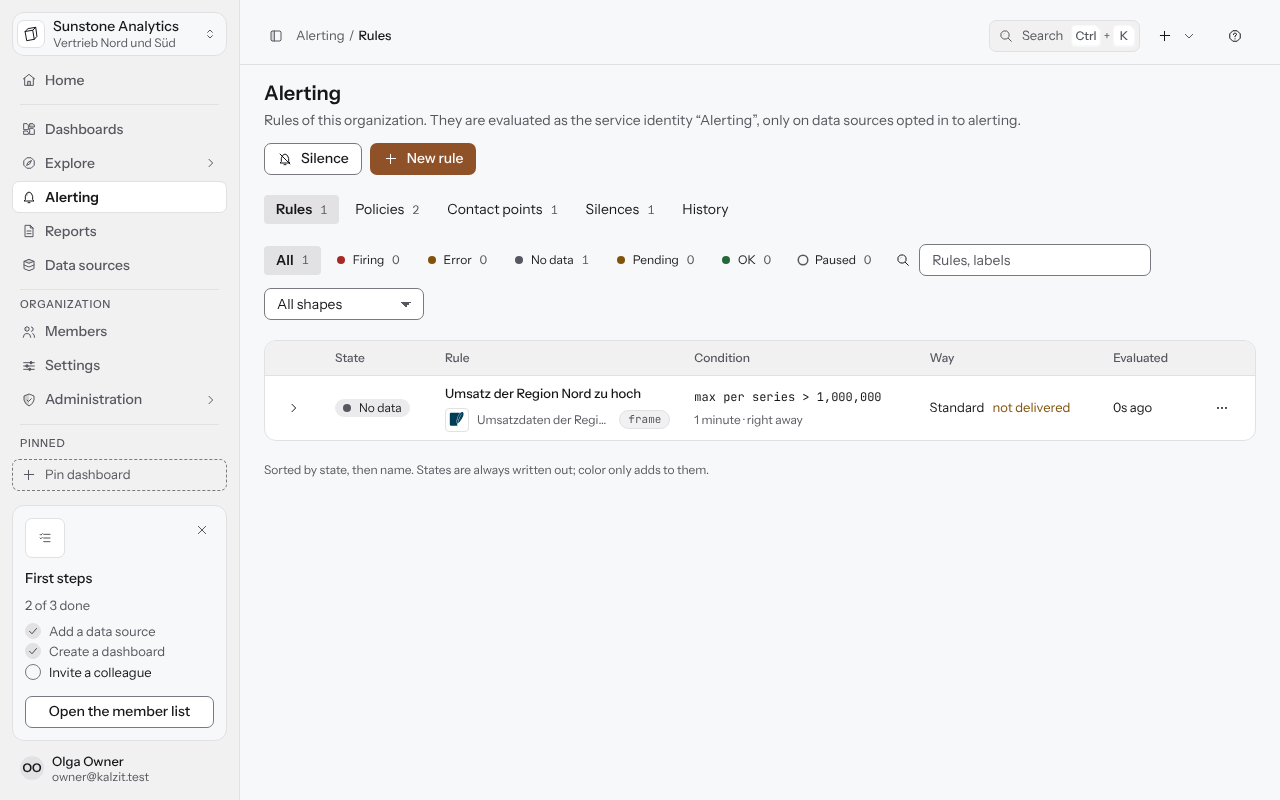 Sunstone Analytics
Vertrieb Nord und Süd
Home
Dashboards
Explore
Alerting
Reports
Data sources
ORGANIZATION
Members
Settings
Administration
PINNED
Pin dashboard
First steps
2 of 3 done
Add a data source
Create a dashboard
Invite a colleague
Open the member list
OO
Olga Owner
owner@kalzit.test
Alerting / Rules
Search Ctrl + K
Alerting
Rules of this organization. They are evaluated as the service identity “Alerting”, only on data sources opted in to alerting.
Silence
New rule
Rules 1 Policies 2 Contact points 1 Silences 1 History
All 1 Firing 0 Error 0 No data 1 Pending 0 OK 0 Paused 0 Rules, labels
All shapes
State Rule Condition Way Evaluated
No data
Umsatz der Region Nord zu hoch
Umsatzdaten der Regi… frame
max per series > 1,000,000
1 minute · right away
Standard not delivered
0s ago
Sorted by state, then name. States are always written out; color only adds to them.